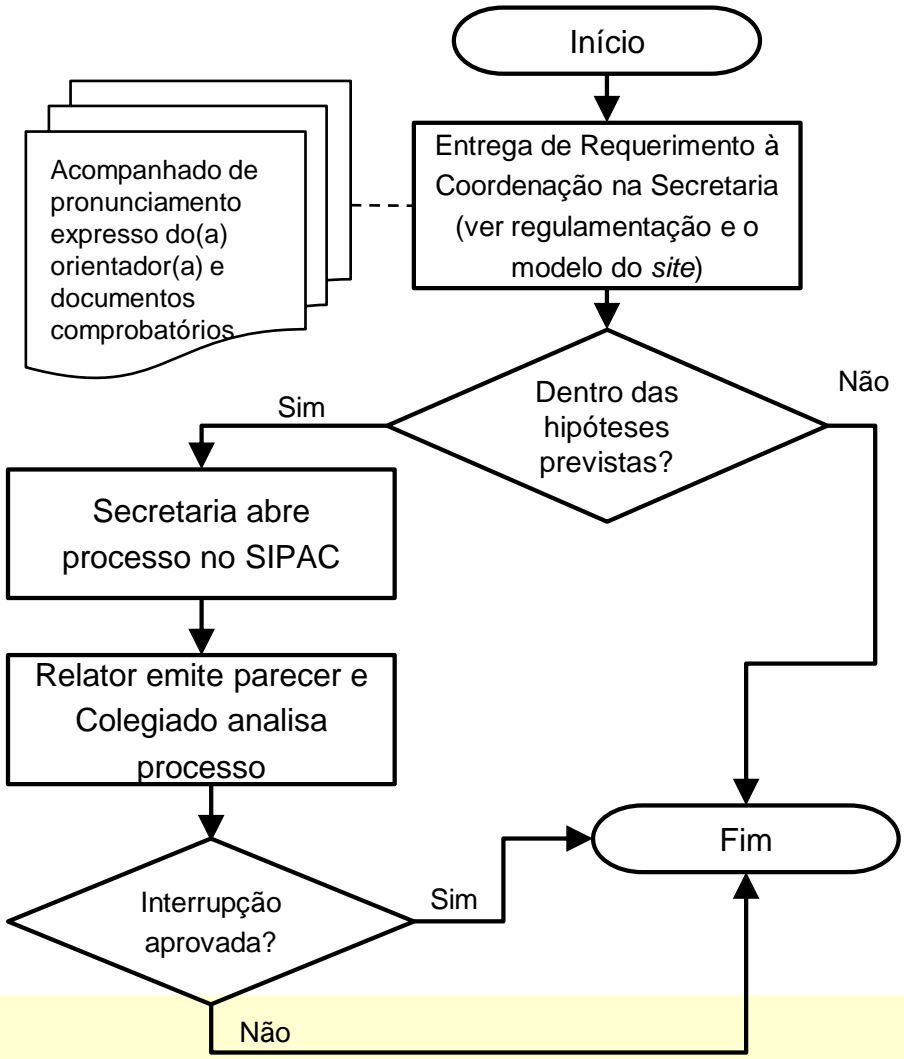 Início
Entrega de Requerimento à
Coordenação na Secretaria
(ver regulamentação e o
modelo do site)
Acompanhado de
pronunciamento
expresso do(a)
orientador(a) e
documentos
comprobatórios
Dentro das
hipóteses
previstas?
Sim
Não
Secretaria abre
processo no SIPAC
Relator emite parecer e
Colegiado analisa
processo
Interrupção
aprovada?
Sim
Não
Fim